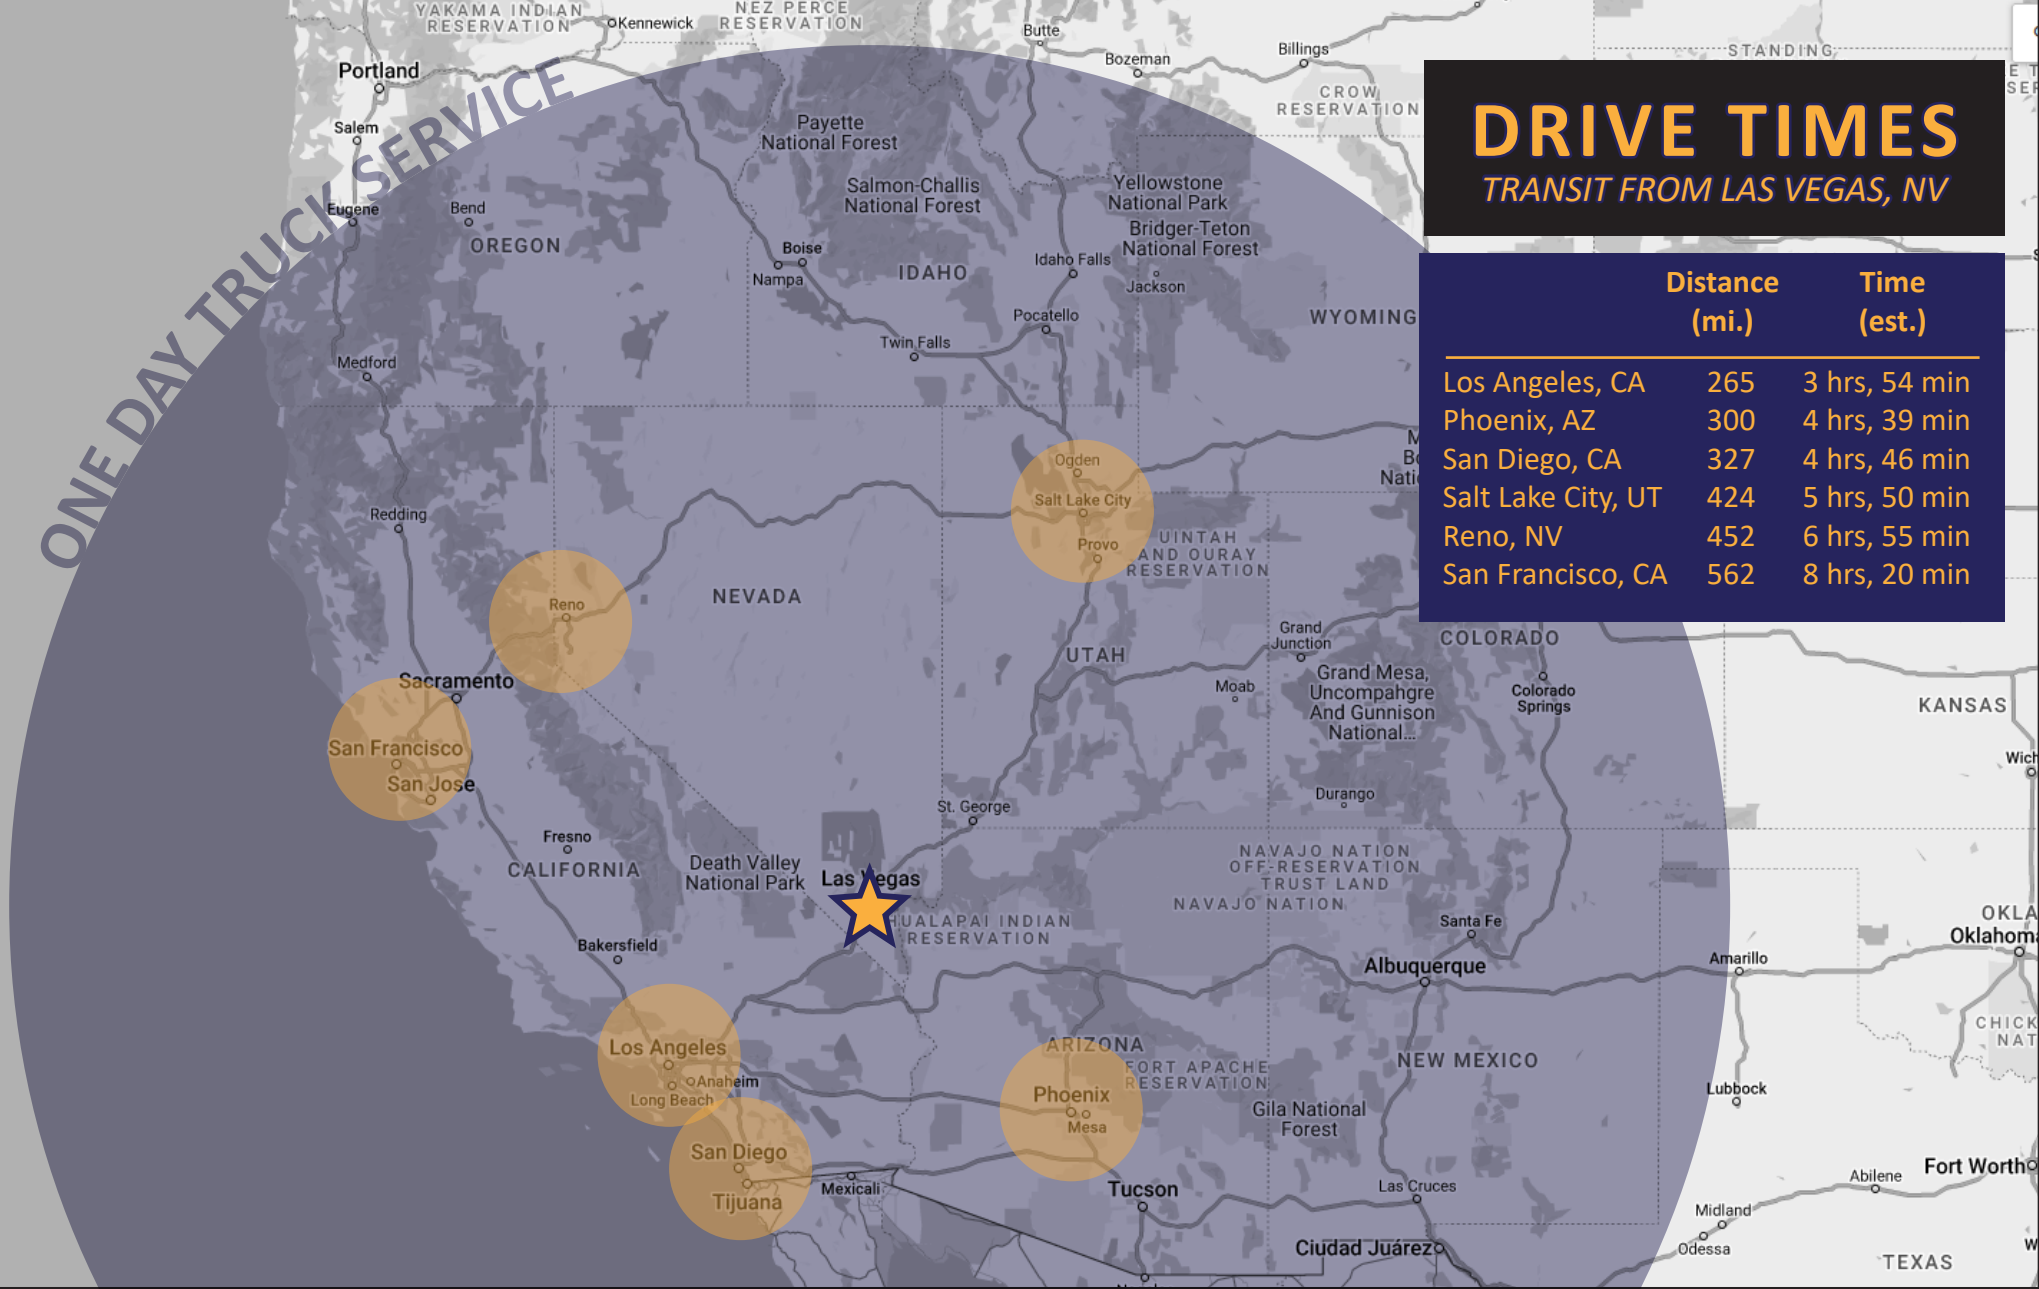 YAKAMA INDIAN
RESERVATION
Kennewick
NEZ PERCE
RESERVATION
Butte
Bozeman
Billings
STANDING
CROW
RESERVATION
Portland
Salem
Eugene
Bend
OREGON
Medford
Redding
ONE DAY TRUCK SERVICE
Payette
National Forest
Salmon-Challis
National Forest
Yellowstone
National Park
Bridger-Teton
National Forest
Boise
Nampa
IDAHO
Idaho Falls
Jackson
Pocatello
Twin Falls
WYOMING
DRIVE TIMES
TRANSIT FROM LAS VEGAS, NV
Distance (mi.) Time (est.)
Los Angeles, CA 265 3 hrs, 54 min
Phoenix, AZ 300 4 hrs, 39 min
San Diego, CA 327 4 hrs, 46 min
Salt Lake City, UT 424 5 hrs, 50 min
Reno, NV 452 6 hrs, 55 min
San Francisco, CA 562 8 hrs, 20 min
Ogden
Salt Lake City
Provo
UINTAH
AND OURAY
RESERVATION
Reno
NEVADA
UTAH
Grand
Junction
Moab
COLORADO
Grand Mesa,
Uncompahgre
And Gunnison
National...
Colorado
Springs
KANSAS
Wich
Sacramento
San Francisco
San Jose
Fresno
CALIFORNIA
Death Valley
National Park
Las Vegas
St. George
Durango
NAVAJO NATION
OFF-RESERVATION
TRUST LAND
NAVAJO NATION
HUALAPAI INDIAN
RESERVATION
Bakersfield
Santa Fe
Albuquerque
Amarillo
OKLA
Oklahom
CHICK
NAT
Los Angeles
Anaheim
Long Beach
San Diego
Tijuana
Mexicali
ARIZONA
FORT APACHE
RESERVATION
Phoenix
Mesa
Tucson
Gila National
Forest
NEW MEXICO
Las Cruces
Ciudad Juárez
Lubbock
Abilene
Fort Worth
Midland
Odessa
TEXAS